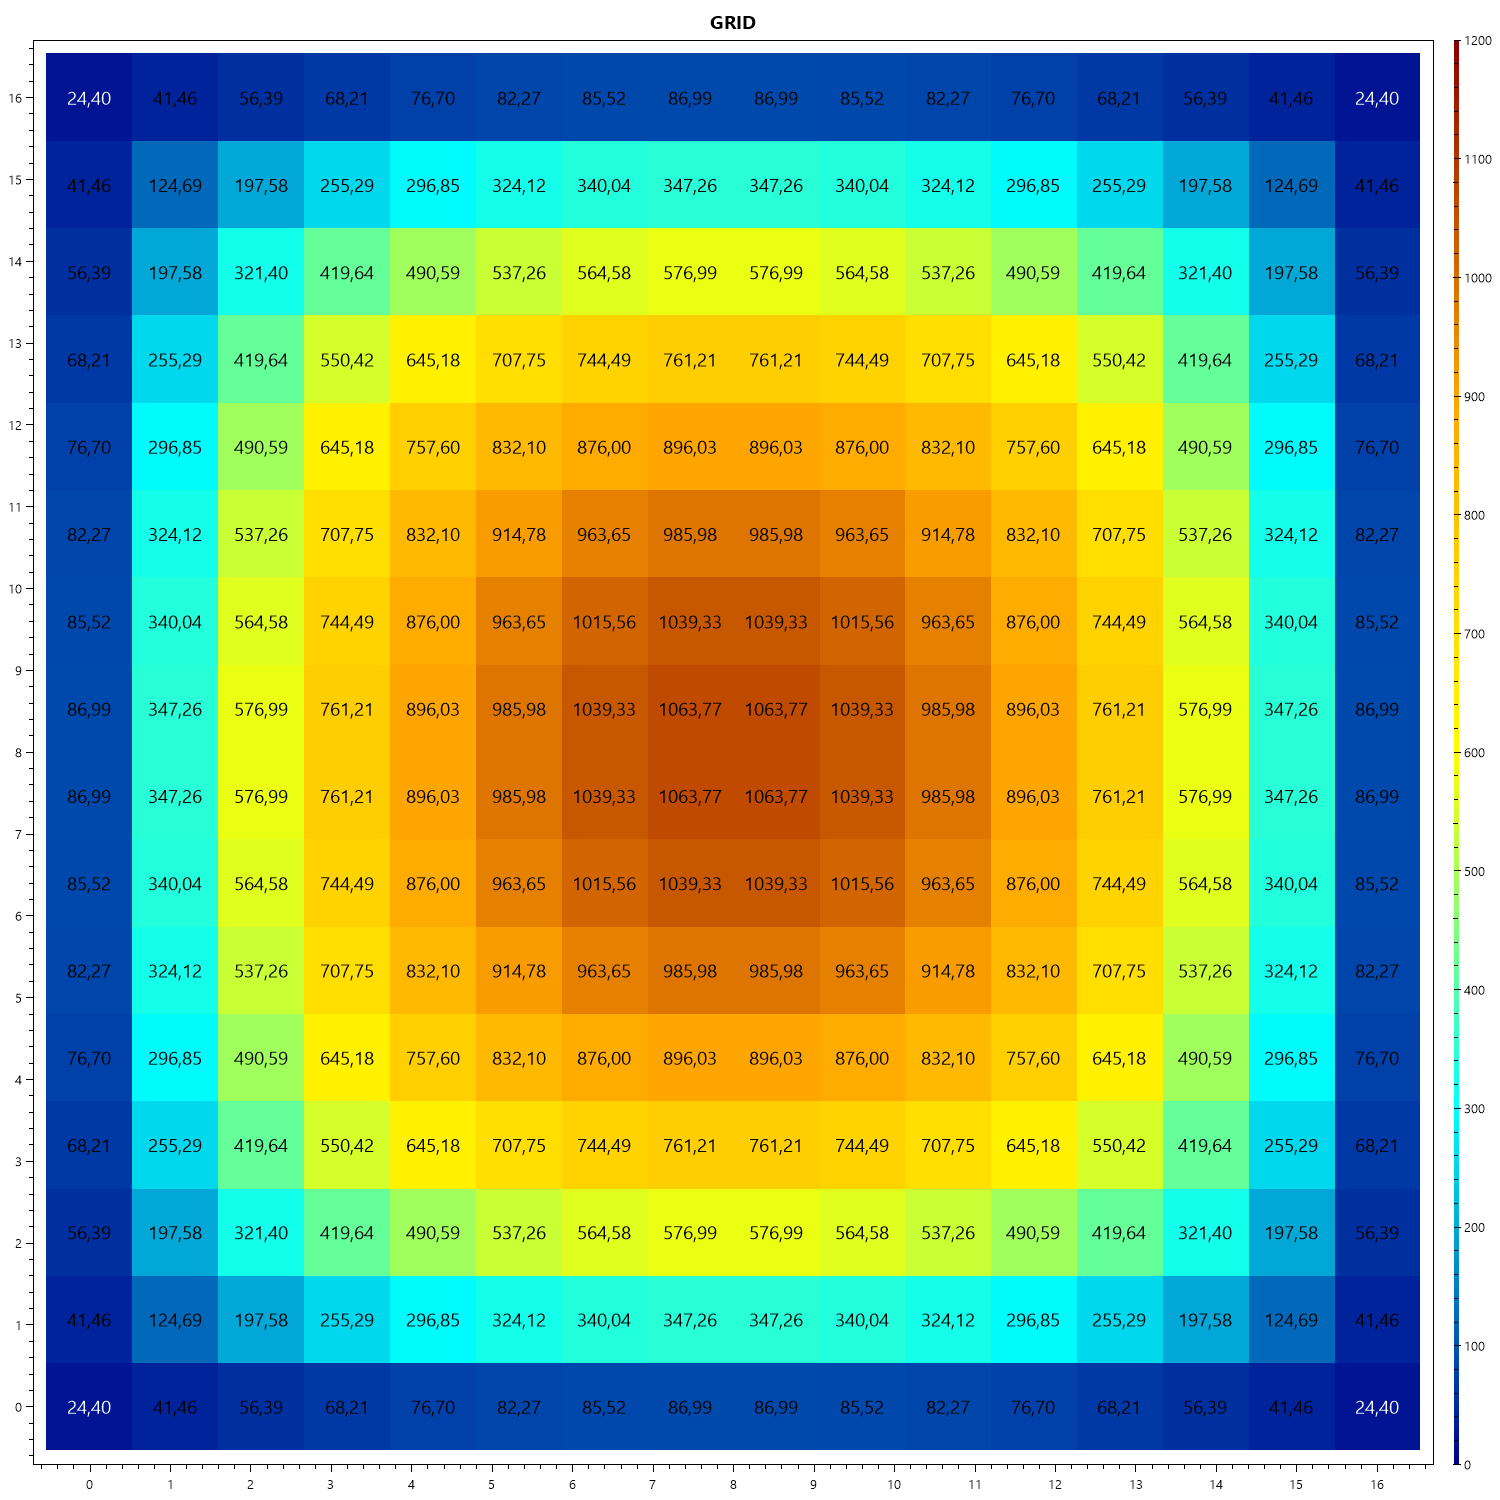 GRID
24,40 41,46 56,39 68,21 76,70 82,27 85,52 86,99 86,99 85,52 82,27 76,70 68,21 56,39 41,46 24,40
41,46 124,69 197,58 255,29 296,85 324,12 340,04 347,26 347,26 340,04 324,12 296,85 255,29 197,58 124,69 41,46
56,39 197,58 321,40 419,64 490,59 537,26 564,58 576,99 576,99 564,58 537,26 490,59 419,64 321,40 197,58 56,39
68,21 255,29 419,64 550,42 645,18 707,75 744,49 761,21 761,21 744,49 707,75 645,18 550,42 419,64 255,29 68,21
76,70 296,85 490,59 645,18 757,60 832,10 876,00 896,03 896,03 876,00 832,10 757,60 645,18 490,59 296,85 76,70
82,27 324,12 537,26 707,75 832,10 914,78 963,65 985,98 985,98 963,65 914,78 832,10 707,75 537,26 324,12 82,27
85,52 340,04 564,58 744,49 876,00 963,65 1015,56 1039,33 1039,33 1015,56 963,65 876,00 744,49 564,58 340,04 85,52
86,99 347,26 576,99 761,21 896,03 985,98 1039,33 1063,77 1063,77 1039,33 985,98 896,03 761,21 576,99 347,26 86,99
86,99 347,26 576,99 761,21 896,03 985,98 1039,33 1063,77 1063,77 1039,33 985,98 896,03 761,21 576,99 347,26 86,99
85,52 340,04 564,58 744,49 876,00 963,65 1015,56 1039,33 1039,33 1015,56 963,65 876,00 744,49 564,58 340,04 85,52
82,27 324,12 537,26 707,75 832,10 914,78 963,65 985,98 985,98 963,65 914,78 832,10 707,75 537,26 324,12 82,27
76,70 296,85 490,59 645,18 757,60 832,10 876,00 896,03 896,03 876,00 832,10 757,60 645,18 490,59 296,85 76,70
68,21 255,29 419,64 550,42 645,18 707,75 744,49 761,21 761,21 744,49 707,75 645,18 550,42 419,64 255,29 68,21
56,39 197,58 321,40 419,64 490,59 537,26 564,58 576,99 576,99 564,58 537,26 490,59 419,64 321,40 197,58 56,39
41,46 124,69 197,58 255,29 296,85 324,12 340,04 347,26 347,26 340,04 324,12 296,85 255,29 197,58 124,69 41,46
24,40 41,46 56,39 68,21 76,70 82,27 85,52 86,99 86,99 85,52 82,27 76,70 68,21 56,39 41,46 24,40
16
15
14
13
12
11
10
9
8
7
6
5
4
3
2
1
0
0 1 2 3 4 5 6 7 8 9 10 11 12 13 14 15 16
1200
1100
1000
900
800
700
600
500
400
300
200
100
0